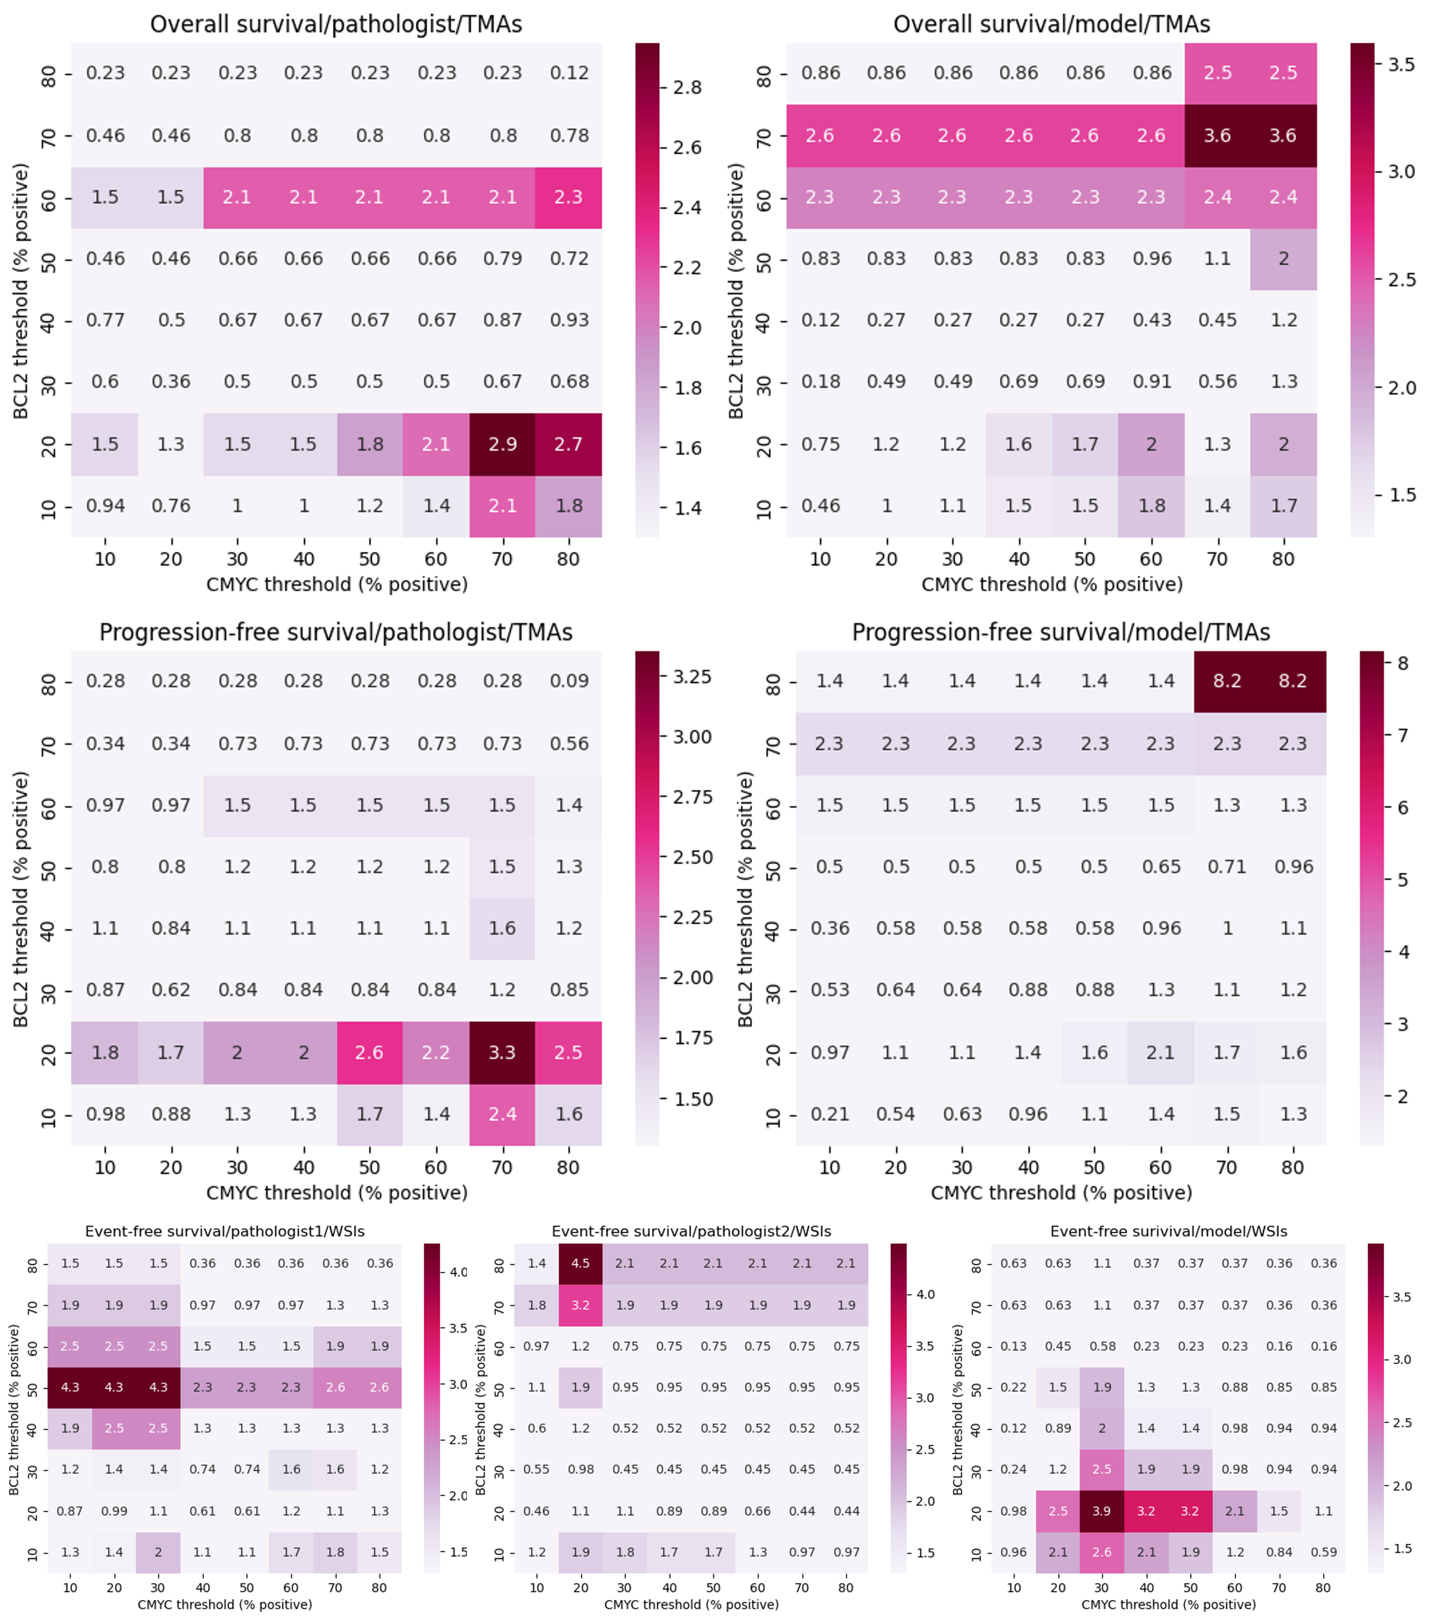 Overall survival/pathologist/TMAs
80 0.23 0.23 0.23 0.23 0.23 0.23 0.23 0.12
70 0.46 0.46 0.8 0.8 0.8 0.8 0.8 0.78
60 1.5 1.5 2.1 2.1 2.1 2.1 2.1 2.3
50 0.46 0.46 0.66 0.66 0.66 0.66 0.79 0.72
40 0.77 0.5 0.67 0.67 0.67 0.67 0.87 0.93
30 0.6 0.36 0.5 0.5 0.5 0.5 0.67 0.68
20 1.5 1.3 1.5 1.5 1.8 2.1 2.9 2.7
10 0.94 0.76 1 1 1.2 1.4 2.1 1.8
10 20 30 40 50 60 70 80
CMYC threshold (% positive)
BCL2 threshold (% positive)
2.8
2.6
2.4
2.2
2.0
1.8
1.6
1.4
Overall survival/model/TMAs
80 0.86 0.86 0.86 0.86 0.86 0.86 2.5 2.5
70 2.6 2.6 2.6 2.6 2.6 2.6 3.6 3.6
60 2.3 2.3 2.3 2.3 2.3 2.3 2.4 2.4
50 0.83 0.83 0.83 0.83 0.83 0.96 1.1 2
40 0.12 0.27 0.27 0.27 0.27 0.43 0.45 1.2
30 0.18 0.49 0.49 0.69 0.69 0.91 0.56 1.3
20 0.75 1.2 1.2 1.6 1.7 2 1.3 2
10 0.46 1 1.1 1.5 1.5 1.8 1.4 1.7
10 20 30 40 50 60 70 80
CMYC threshold (% positive)
BCL2 threshold (% positive)
3.5
3.0
2.5
2.0
1.5
Progression-free survival/pathologist/TMAs
80 0.28 0.28 0.28 0.28 0.28 0.28 0.28 0.09
70 0.34 0.34 0.73 0.73 0.73 0.73 0.73 0.56
60 0.97 0.97 1.5 1.5 1.5 1.5 1.5 1.4
50 0.8 0.8 1.2 1.2 1.2 1.2 1.5 1.3
40 1.1 0.84 1.1 1.1 1.1 1.1 1.6 1.2
30 0.87 0.62 0.84 0.84 0.84 0.84 1.2 0.85
20 1.8 1.7 2 2 2.6 2.2 3.3 2.5
10 0.98 0.88 1.3 1.3 1.7 1.4 2.4 1.6
10 20 30 40 50 60 70 80
CMYC threshold (% positive)
BCL2 threshold (% positive)
3.25
3.00
2.75
2.50
2.25
2.00
1.75
1.50
Progression-free survival/model/TMAs
80 1.4 1.4 1.4 1.4 1.4 1.4 8.2 8.2
70 2.3 2.3 2.3 2.3 2.3 2.3 2.3 2.3
60 1.5 1.5 1.5 1.5 1.5 1.5 1.3 1.3
50 0.5 0.5 0.5 0.5 0.5 0.65 0.71 0.96
40 0.36 0.58 0.58 0.58 0.58 0.96 1 1.1
30 0.53 0.64 0.64 0.88 0.88 1.3 1.1 1.2
20 0.97 1.1 1.1 1.4 1.6 2.1 1.7 1.6
10 0.21 0.54 0.63 0.96 1.1 1.4 1.5 1.3
10 20 30 40 50 60 70 80
CMYC threshold (% positive)
BCL2 threshold (% positive)
8
7
6
5
4
3
2
Event-free survival/pathologist1/WSIs
80 1.5 1.5 1.5 0.36 0.36 0.36 0.36 0.36
70 1.9 1.9 1.9 0.97 0.97 0.97 1.3 1.3
60 2.5 2.5 2.5 1.5 1.5 1.5 1.9 1.9
50 4.3 4.3 4.3 2.3 2.3 2.3 2.6 2.6
40 1.9 2.5 2.5 1.3 1.3 1.3 1.3 1.3
30 1.2 1.4 1.4 0.74 0.74 1.6 1.6 1.2
20 0.87 0.99 1.1 0.61 0.61 1.2 1.1 1.3
10 1.3 1.4 2 1.1 1.1 1.7 1.8 1.5
10 20 30 40 50 60 70 80
CMYC threshold (% positive)
BCL2 threshold (% positive)
4.0
3.5
3.0
2.5
2.0
1.5
Event-free survival/pathologist2/WSIs
80 1.4 4.5 2.1 2.1 2.1 2.1 2.1 2.1
70 1.8 3.2 1.9 1.9 1.9 1.9 1.9 1.9
60 0.97 1.2 0.75 0.75 0.75 0.75 0.75 0.75
50 1.1 1.9 0.95 0.95 0.95 0.95 0.95 0.95
40 0.6 1.2 0.52 0.52 0.52 0.52 0.52 0.52
30 0.55 0.98 0.45 0.45 0.45 0.45 0.45 0.45
20 0.46 1.1 1.1 0.89 0.89 0.66 0.44 0.44
10 1.2 1.9 1.8 1.7 1.7 1.3 0.97 0.97
10 20 30 40 50 60 70 80
CMYC threshold (% positive)
BCL2 threshold (% positive)
4.0
3.5
3.0
2.5
2.0
1.5
Event-free surivival/model/WSIs
80 0.63 0.63 1.1 0.37 0.37 0.37 0.36 0.36
70 0.63 0.63 1.1 0.37 0.37 0.37 0.36 0.36
60 0.13 0.45 0.58 0.23 0.23 0.23 0.16 0.16
50 0.22 1.5 1.9 1.3 1.3 0.88 0.85 0.85
40 0.12 0.89 2 1.4 1.4 0.98 0.94 0.94
30 0.24 1.2 2.5 1.9 1.9 0.98 0.94 0.94
20 0.98 2.5 3.9 3.2 3.2 2.1 1.5 1.1
10 0.96 2.1 2.6 2.1 1.9 1.2 0.84 0.59
10 20 30 40 50 60 70 80
CMYC threshold (% positive)
BCL2 threshold (% positive)
3.5
3.0
2.5
2.0
1.5